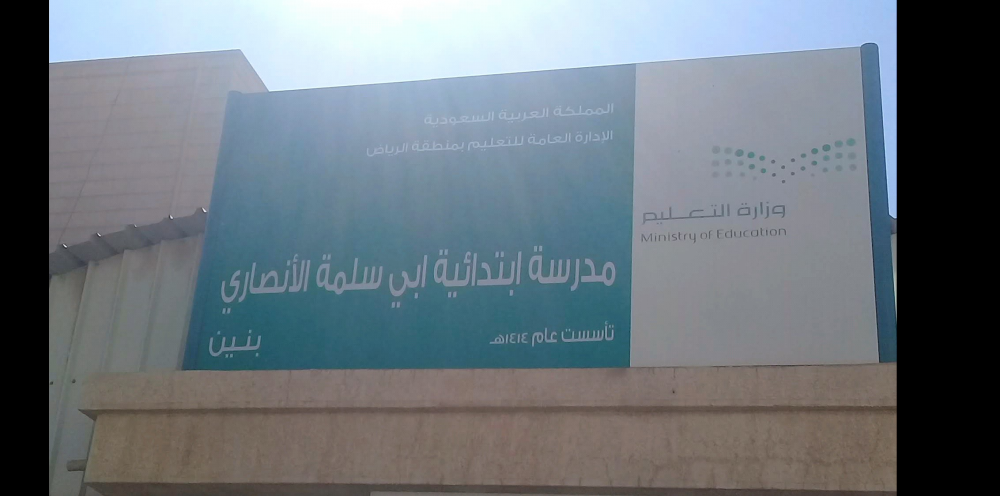 المملكة العربية السعودية
الإدارة العامة للتعليم بمنطقة الرياض
مدرسة ابتدائية ابي سلمة الأنصاري
تأسست عام ١٤١٤هـ
بنين
وزارة التعـــليم
Ministry of Education